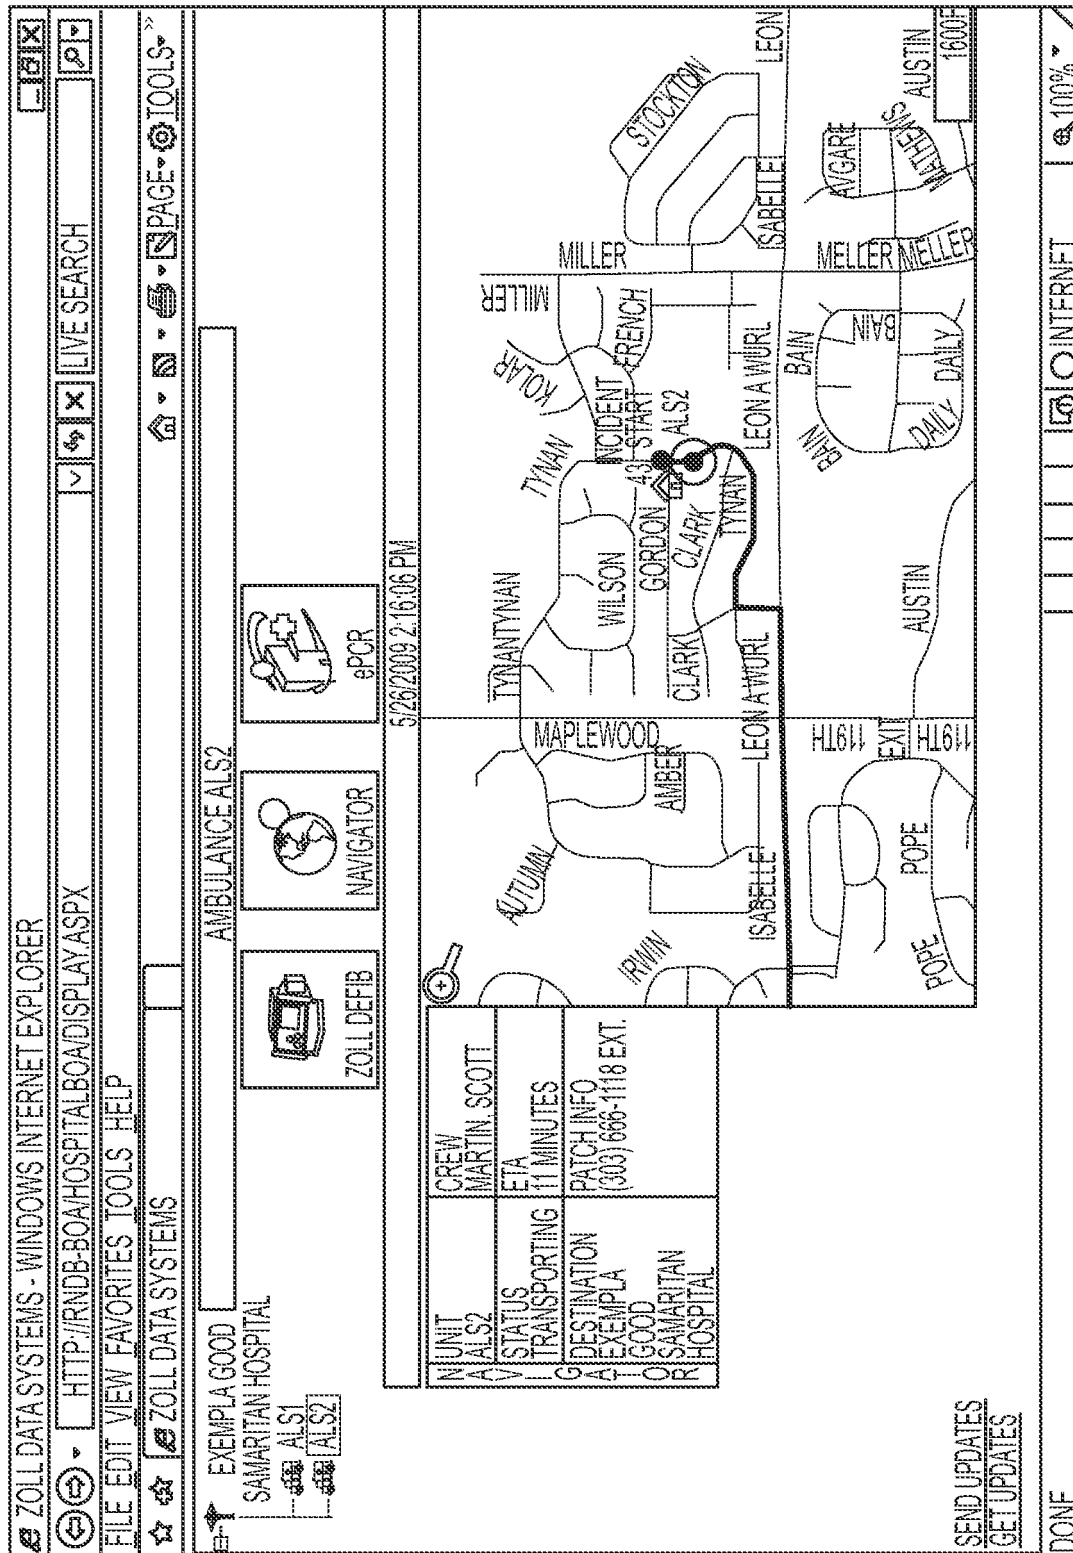 ZOLL DATA SYSTEMS - WINDOWS INTERNET EXPLORER
HTTP://RNDB-BOA/HOSPITALBOA/DISPLAY.ASPX
LIVE SEARCH
FILE EDIT VIEW FAVORITES TOOLS HELP
ZOLL DATA SYSTEMS
PAGE TOOLS »
EXEMPLA GOOD
SAMARITAN HOSPITAL
ALS1
ALS2
AMBULANCE ALS2
ZOLL DEFIB
NAVIGATOR
ePCR
5/26/2009 2:16:06 PM
NAVIGATOR
UNIT
ALS2
CREW
MARTIN, SCOTT
STATUS
TRANSPORTING
ETA
11 MINUTES
DESTINATION
EXEMPLA
GOOD
SAMARITAN
HOSPITAL
PATCH INFO
(303) 666-1118 EXT.
AUTUMN
IRWIN
ISABELLE
AMBER
MAPLEWOOD
LEON A WURL
TYNANTYNAN
WILSON
CLARK
GORDON
CLARK
TYNAN
TYNAN
43
INCIDENT
START
ALS2
KOLAR
FRENCH
MILLER
MILLER
LEON A WURL
STOCKTON
ISABELLE
LEON
POPE
POPE
119TH
EXIT
119TH
AUSTIN
BAIN
BAIN
BAIN
DAILY
DAILY
MELLER
MELLER
AVGARE
MATHEWS
AUSTIN
1600F
SEND UPDATES
GET UPDATES
DONE
INTERNET
100%